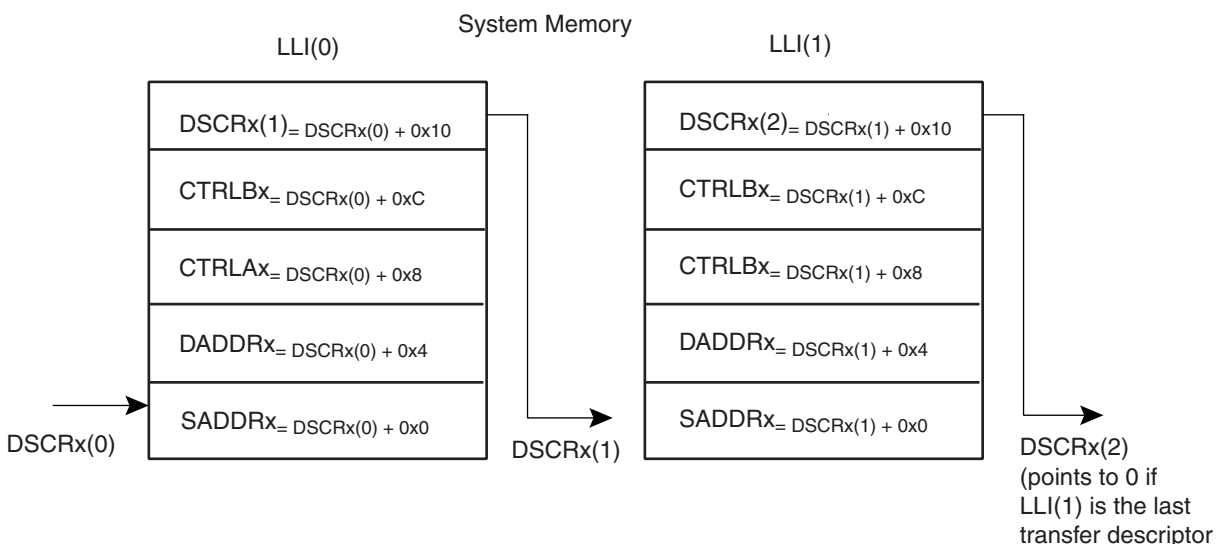 System Memory
LLI(0)
LLI(1)
DSCRx(1)= DSCRx(0) + 0x10
CTRLBx= DSCRx(0) + 0xC
CTRLAx= DSCRx(0) + 0x8
DADDRx= DSCRx(0) + 0x4
SADDRx= DSCRx(0) + 0x0
DSCRx(0)
DSCRx(1)
DSCRx(2)= DSCRx(1) + 0x10
CTRLBx= DSCRx(1) + 0xC
CTRLBx= DSCRx(1) + 0x8
DADDRx= DSCRx(1) + 0x4
SADDRx= DSCRx(1) + 0x0
DSCRx(2)
(points to 0 if
LLI(1) is the last
transfer descriptor